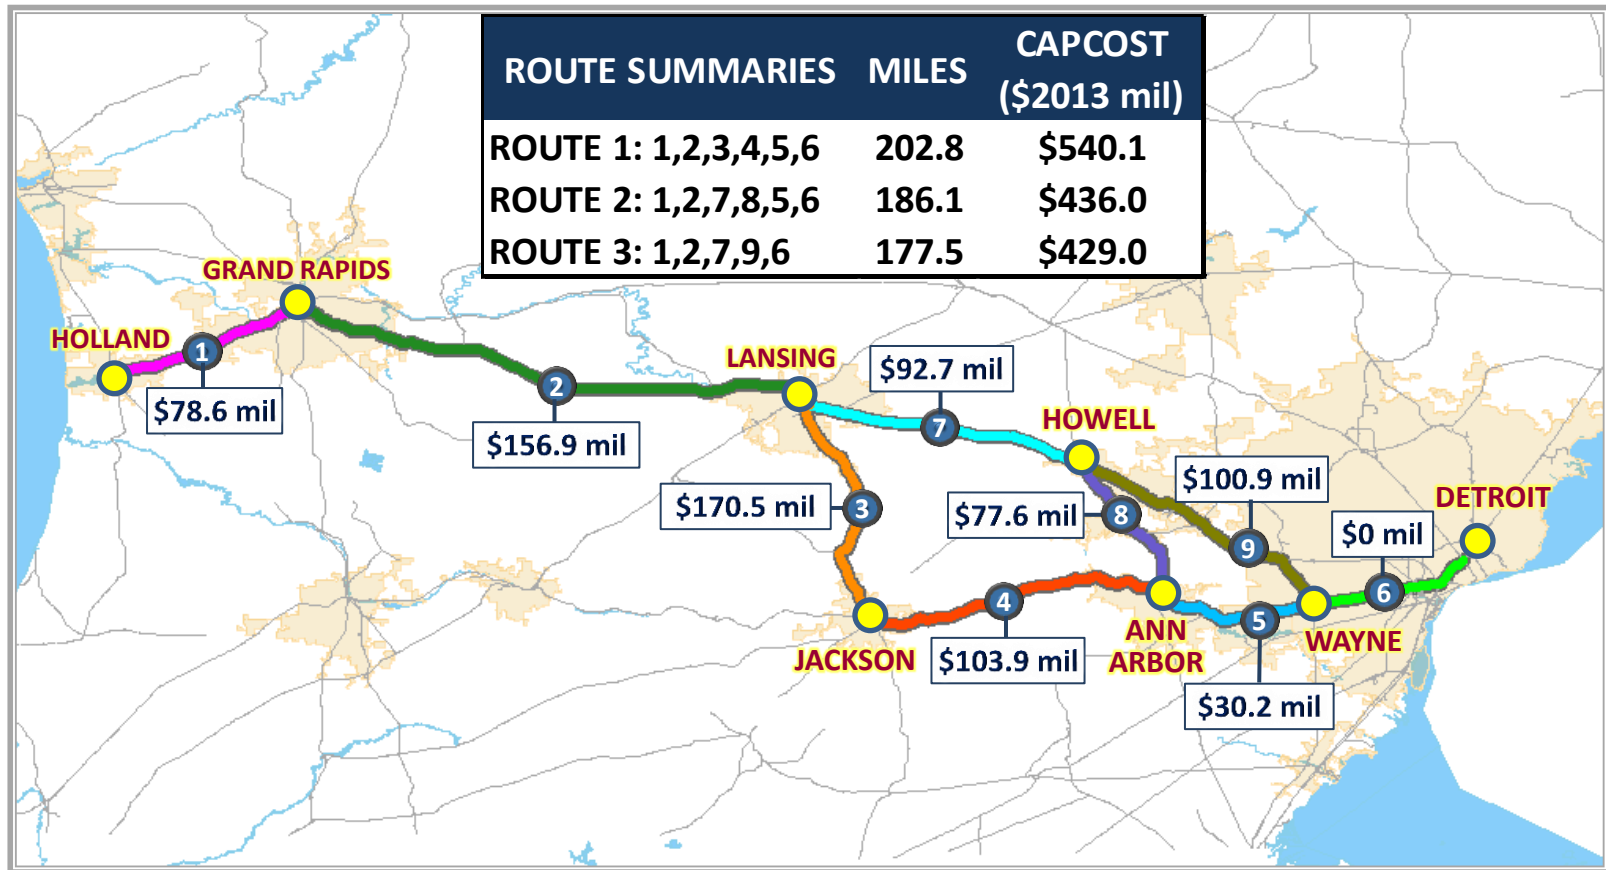 ROUTE SUMMARIES MILES CAPCOST ($2013 mil)
ROUTE 1: 1,2,3,4,5,6 202.8 $540.1
ROUTE 2: 1,2,7,8,5,6 186.1 $436.0
ROUTE 3: 1,2,7,9,6 177.5 $429.0
GRAND RAPIDS
HOLLAND
1
$78.6 mil
2
$156.9 mil
LANSING
$92.7 mil
7
HOWELL
$170.5 mil
3
$77.6 mil
8
$100.9 mil
9
DETROIT
$0 mil
6
JACKSON
4
$103.9 mil
ANN
ARBOR
5
$30.2 mil
WAYNE